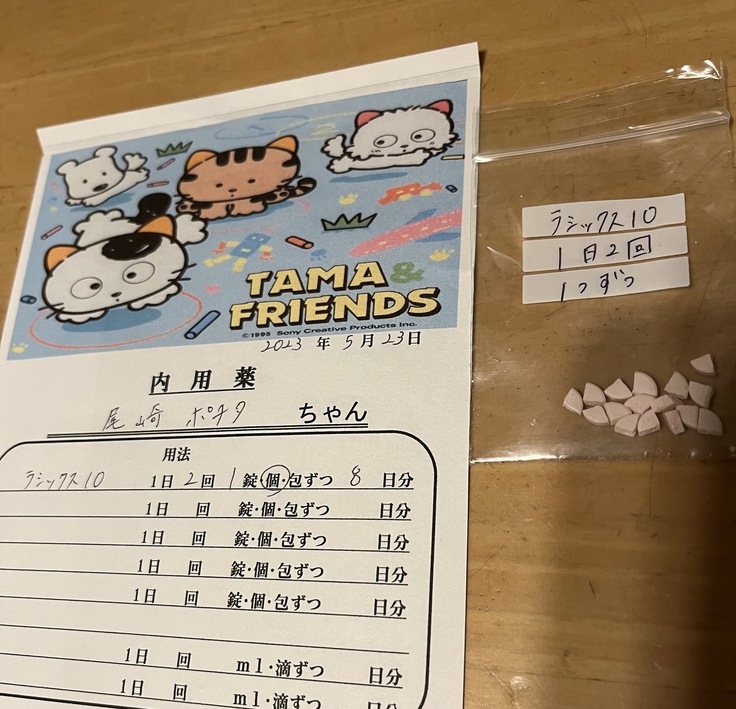 TAMA &
FRIENDS
©1995 Sony Creative Products Inc.
2023 年 5月 23日
内用薬
尾崎 ポチタ ちゃん
用法
ラシックス10 1日 2回 1 錠・個・包ずつ 8 日分
1日 回 錠・個・包ずつ 日分
1日 回 錠・個・包ずつ 日分
1日 回 錠・個・包ずつ 日分
1日 回 錠・個・包ずつ 日分
1日 回 ml・滴ずつ 日分
1日 回 ml・滴ずつ 日分
ラシックス10
1日2回
1つずつ